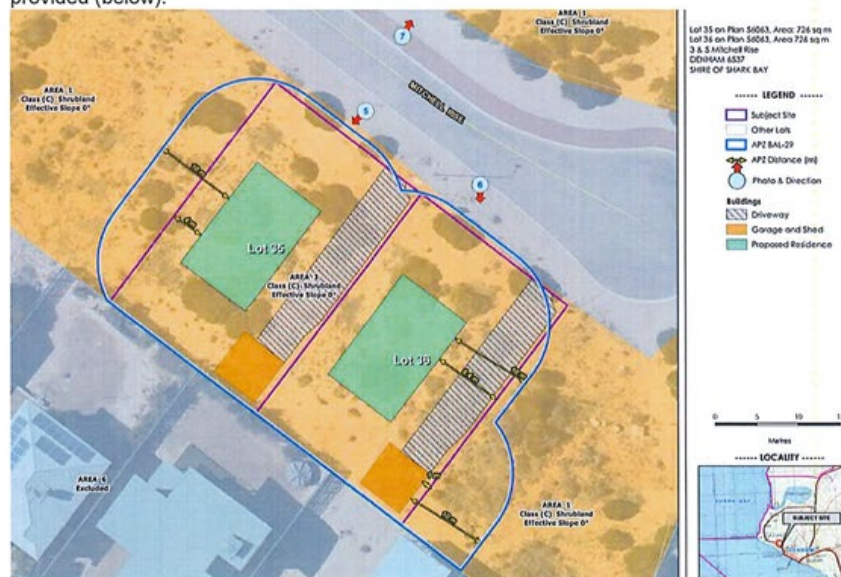 provided (below):
AREA 1
Class (C) Shrubland
Effective Slope 0°
7
AREA 1
Class (C) Shrubland
Effective Slope 0°
MITCHELL RISE
5
6
Lot 35
AREA 1
Class (C) Shrubland
Effective Slope 0°
Lot 36
AREA 6
Excluded
AREA 1
Class (C) Shrubland
Effective Slope 0°
Lot 35 on Plan 56063, Area: 726 sq m
Lot 36 on Plan 56063, Area 726 sq m
3 & 5 Mitchell Rise
DENHAM 6537
SHIRE OF SHARK BAY
LEGEND
Subject Site
Other Lots
APZ BAL-29
APZ Distance (m)
Photo & Direction
Buildings
Driveway
Garage and Shed
Proposed Residence
0 5 10
Metres
LOCALITY
SUBJECT SITE